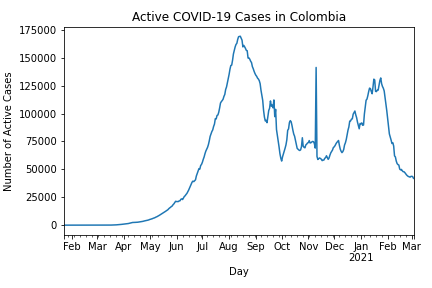 Active COVID-19 Cases in Colombia
Number of Active Cases
175000
150000
125000
100000
75000
50000
25000
0
Feb Mar Apr May Jun Jul Aug Sep Oct Nov Dec Jan Feb Mar
2021
Day